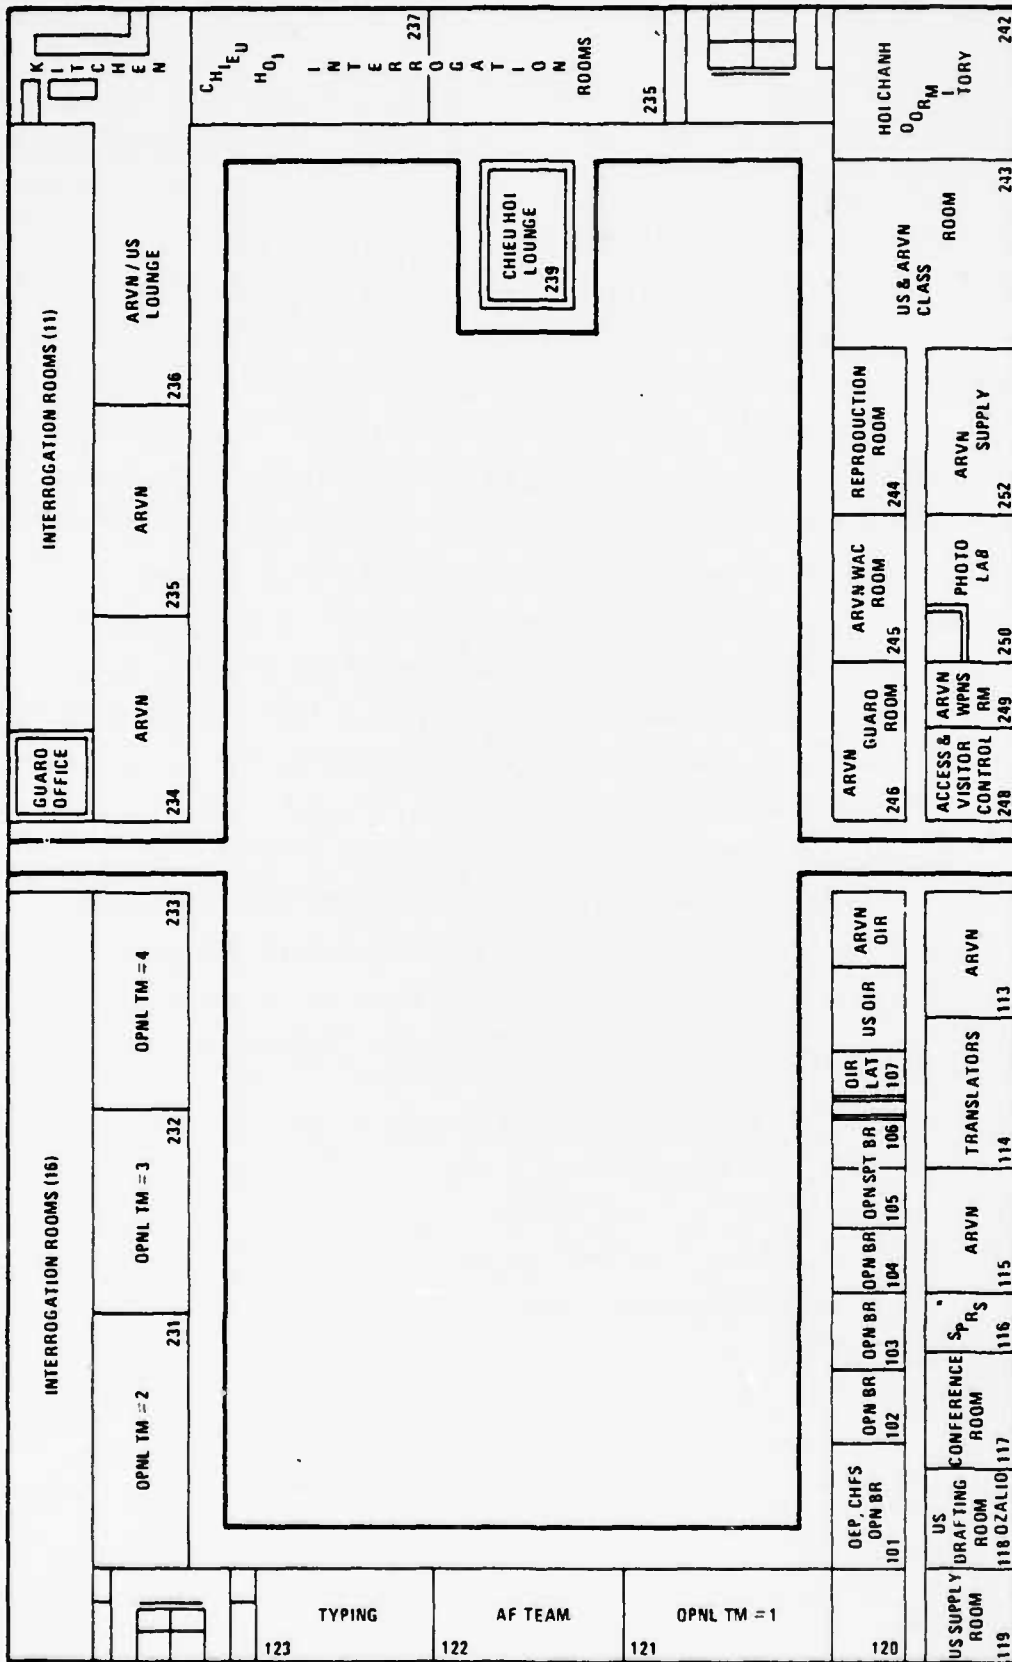 KITCHEN
INTERROGATION ROOMS (11)
ARVN / US
LOUNGE
236
ARVN
235
ARVN
234
GUARO
OFFICE
INTERROGATION ROOMS (16)
OPNL TM = 4
233
OPNL TM = 3
232
OPNL TM = 2
231
CHIEU
HOI
INTERROGATION
ROOMS
237
235
CHIEU HOI
LOUNGE
239
TYPING
123
AF TEAM
122
OPNL TM = 1
121
120
HOI CHANH
OORMITORY
242
US & ARVN
CLASS
ROOM
243
REPRODUCTION
ROOM
244
ARVN WAC
ROOM
245
ARVN
GUARO
ROOM
246
ARVN
OIR
US OIR
OIR
LAT
107
OPN SPT BR
106
105
OPN BR
104
OPN BR
103
OPN BR
102
OEP, CHFS
OPN BR
101
ARVN
SUPPLY
252
PHOTO
LAB
250
ARVN
WPNS
RM
249
ACCESS &
VISITOR
CONTROL
248
ARVN
113
TRANSLATORS
114
ARVN
115
SPRS
116
CONFERENCE
ROOM
117
US
DRAFTING
ROOM
118 OZALIO
US SUPPLY
ROOM
119